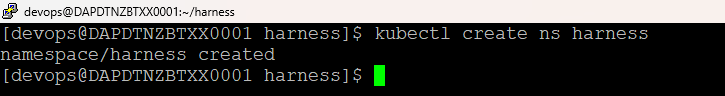 devops@DAPDTNZBTXX0001:~/harness
[devops@DAPDTNZBTXX0001 harness]$ kubectl create ns harness
namespace/harness created
[devops@DAPDTNZBTXX0001 harness]$